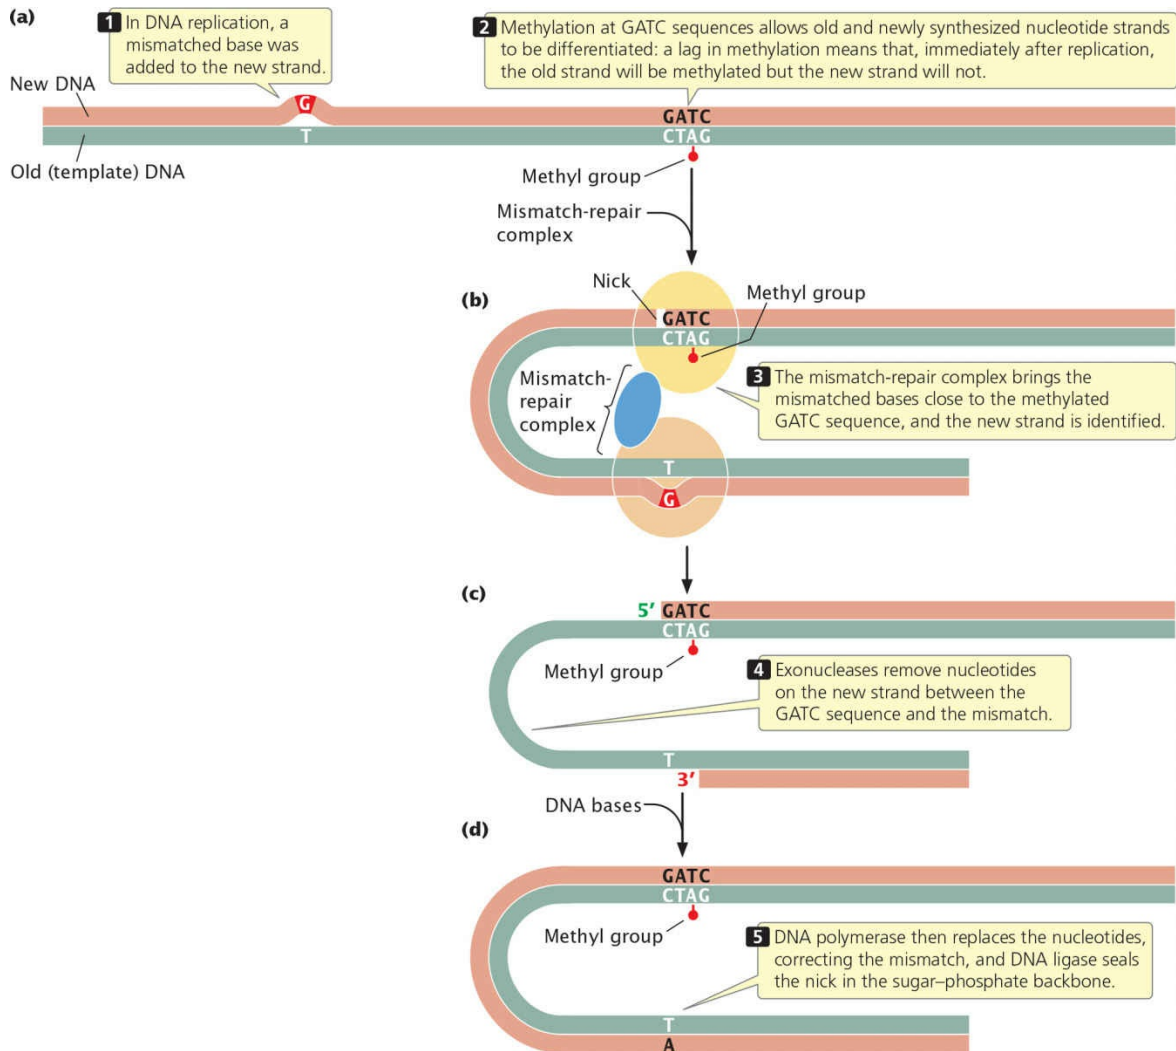 (a)
1 In DNA replication, a
mismatched base was
added to the new strand.
2 Methylation at GATC sequences allows old and newly synthesized nucleotide strands
to be differentiated: a lag in methylation means that, immediately after replication,
the old strand will be methylated but the new strand will not.
New DNA
G
GATC
T
CTAG
Old (template) DNA
Methyl group
Mismatch-repair
complex
(b)
Nick
Methyl group
GATC
CTAG
Mismatch-
repair
complex
3 The mismatch-repair complex brings the
mismatched bases close to the methylated
GATC sequence, and the new strand is identified.
T
G
(c)
5′ GATC
CTAG
Methyl group
4 Exonucleases remove nucleotides
on the new strand between the
GATC sequence and the mismatch.
T
3′
DNA bases
(d)
GATC
CTAG
Methyl group
5 DNA polymerase then replaces the nucleotides,
correcting the mismatch, and DNA ligase seals
the nick in the sugar–phosphate backbone.
T
A